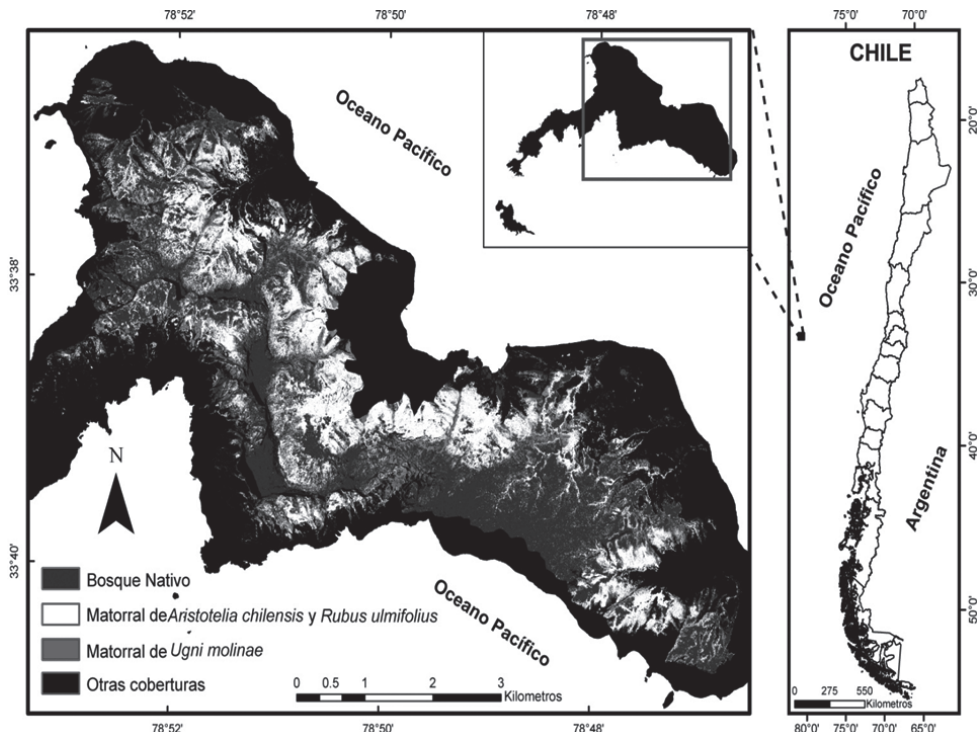 78°52'
78°50'
78°48'
75°0'
70°0'
CHILE
Oceano Pacífico
20°0'
Oceano Pacífico
33°38'
30°0'
40°0'
Argentina
N
33°40'
Bosque Nativo
Matorral de Aristotelia chilensis y Rubus ulmifolius
Matorral de Ugni molinae
Otras coberturas
Oceano Pacífico
50°0'
0 0.5 1 2 3
Kilometros
0 275 550
Kilometros
78°52'
78°50'
78°48'
80°0' 75°0' 70°0' 65°0'